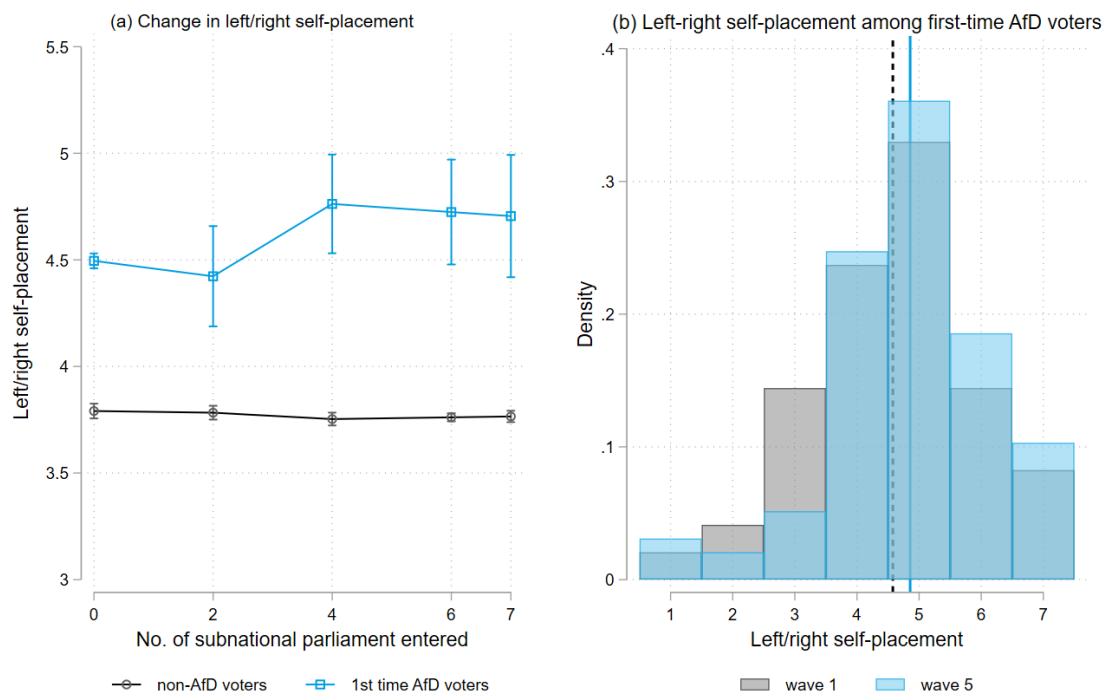 (a) Change in left/right self-placement
5.5
5
4.5
4
3.5
3
Left/right self-placement
0 2 4 6 7
No. of subnational parliament entered
non-AfD voters 1st time AfD voters
(b) Left-right self-placement among first-time AfD voters
.4
.3
.2
.1
0
Density
1 2 3 4 5 6 7
Left/right self-placement
wave 1 wave 5